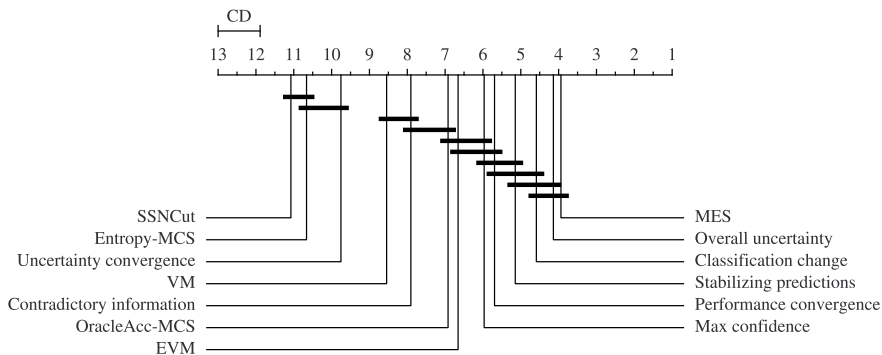 CD
13 12 11 10 9 8 7 6 5 4 3 2 1
SSNCut
Entropy-MCS
Uncertainty convergence
VM
Contradictory information
OracleAcc-MCS
EVM
MES
Overall uncertainty
Classification change
Stabilizing predictions
Performance convergence
Max confidence